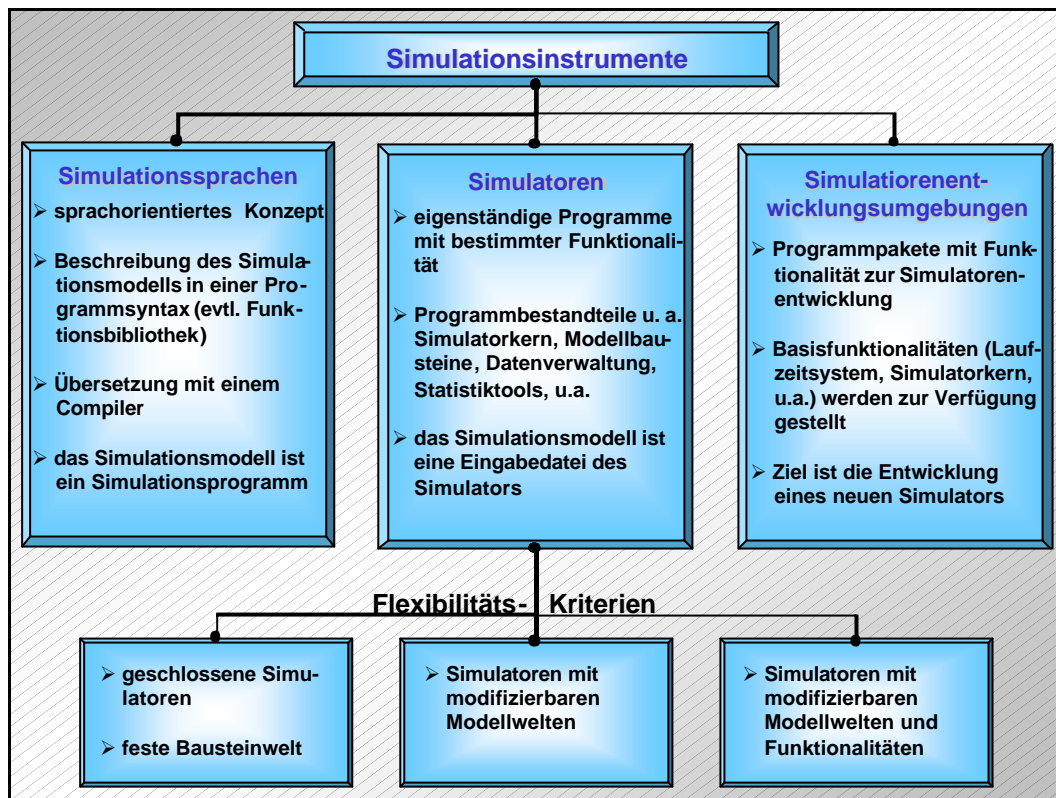 Simulationsinstrumente
Simulationssprachen
➢ sprachorientiertes Konzept
➢ Beschreibung des Simula-
tionsmodells in einer Pro-
grammsyntax (evtl. Funk-
tionsbibliothek)
➢ Übersetzung mit einem
Compiler
➢ das Simulationsmodell ist
ein Simulationsprogramm
Simulatoren
➢ eigenständige Programme
mit bestimmter Funktionali-
tät
➢ Programmbestandteile u. a.
Simulatorkern, Modellbau-
steine, Datenverwaltung,
Statistiktools, u.a.
➢ das Simulationsmodell ist
eine Eingabedatei des
Simulators
Simulatiorenent-
wicklungsumgebungen
➢ Programmpakete mit Funk-
tionalität zur Simulatoren-
entwicklung
➢ Basisfunktionalitäten (Lauf-
zeitsystem, Simulatorkern,
u.a.) werden zur Verfügung
gestellt
➢ Ziel ist die Entwicklung
eines neuen Simulators
Flexibilitäts- Kriterien
➢ geschlossene Simu-
latoren
➢ feste Bausteinwelt
➢ Simulatoren mit
modifizierbaren
Modellwelten
➢ Simulatoren mit
modifizierbaren
Modellwelten und
Funktionalitäten